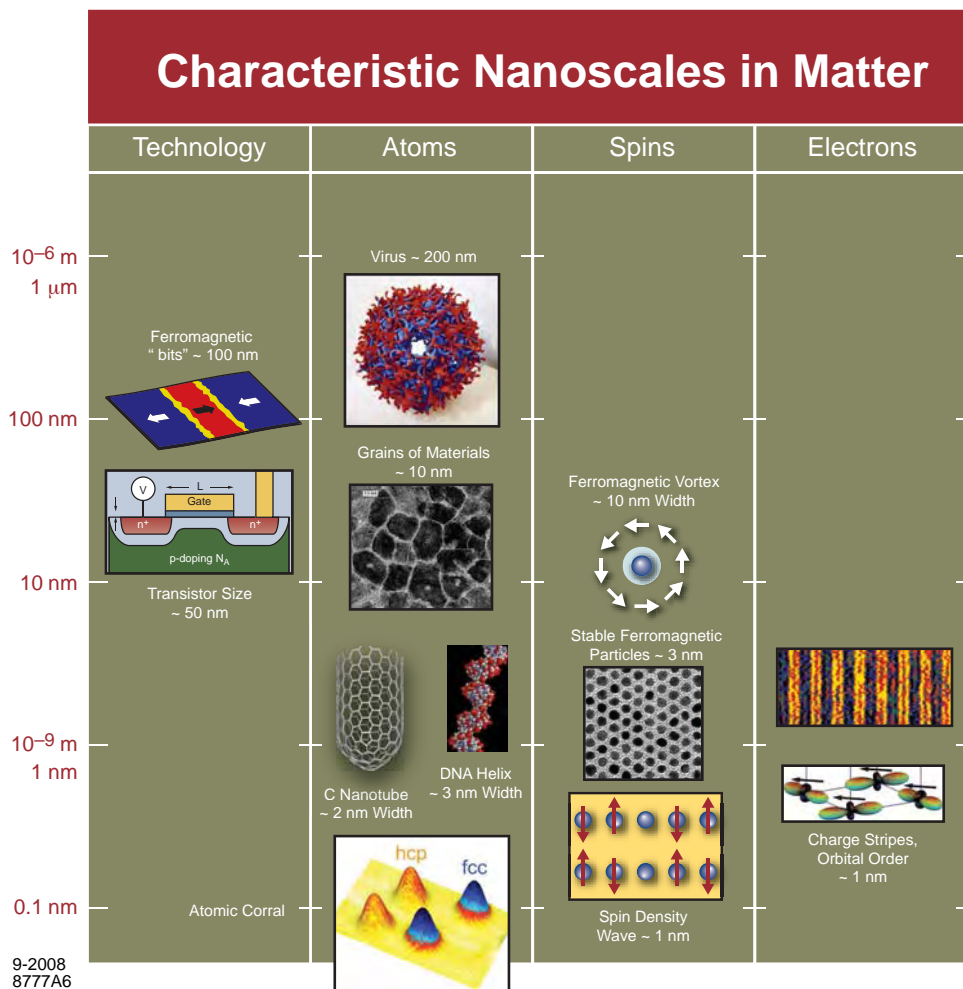 Characteristic Nanoscales in Matter
Technology
Atoms
Spins
Electrons
10–6 m
1 μm
100 nm
10 nm
10–9 m
1 nm
0.1 nm
Ferromagnetic
“ bits” ~ 100 nm
V
L
Gate
n+
n+
p-doping NA
Transistor Size
~ 50 nm
Virus ~ 200 nm
Grains of Materials
~ 10 nm
C Nanotube
~ 2 nm Width
DNA Helix
~ 3 nm Width
Atomic Corral
hcp
fcc
Ferromagnetic Vortex
~ 10 nm Width
Stable Ferromagnetic
Particles ~ 3 nm
Spin Density
Wave ~ 1 nm
Charge Stripes,
Orbital Order
~ 1 nm
9-2008
8777A6